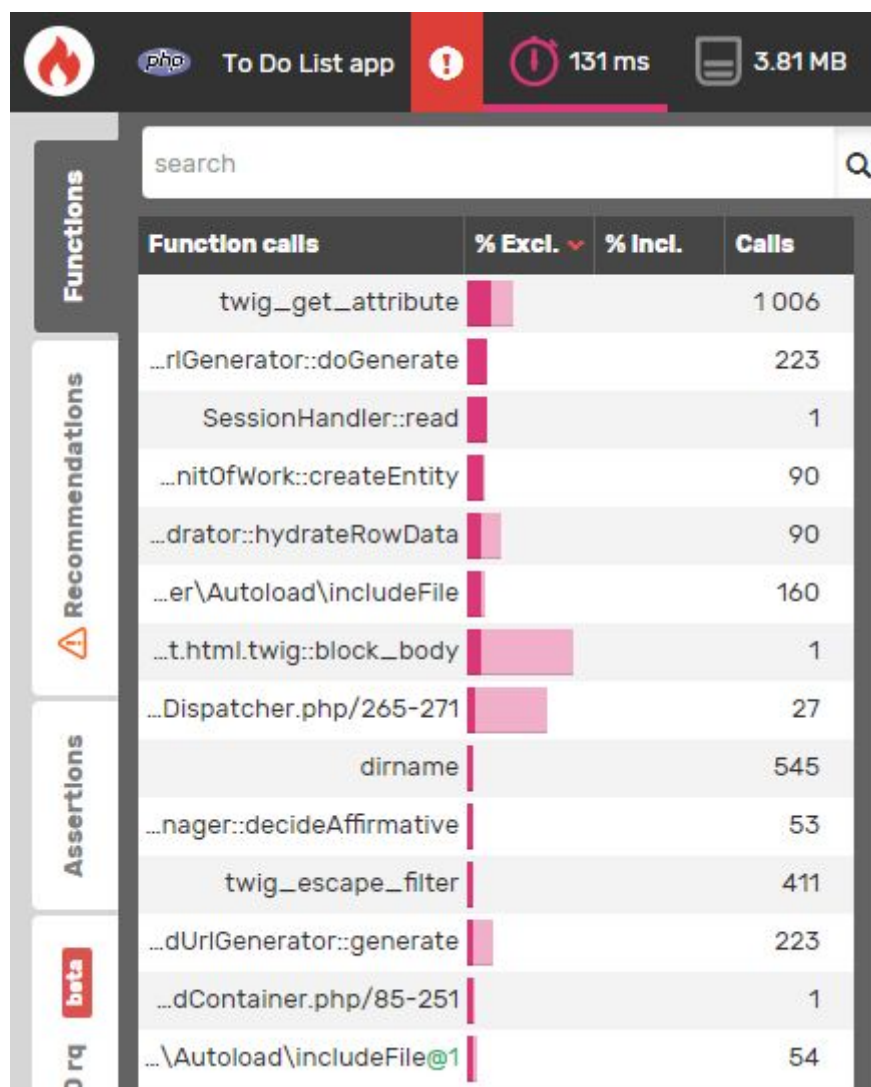 php To Do List app 131 ms 3.81 MB
Functions
Recommendations
Assertions
beta
search
Function calls % Excl. % Incl. Calls
twig_get_attribute 1 006
…rlGenerator::doGenerate 223
SessionHandler::read 1
…nitOfWork::createEntity 90
…drator::hydrateRowData 90
…er\Autoload\includeFile 160
…t.html.twig::block_body 1
…Dispatcher.php/265-271 27
dirname 545
…nager::decideAffirmative 53
twig_escape_filter 411
…dUrlGenerator::generate 223
…dContainer.php/85-251 1
…\Autoload\includeFile@1 54